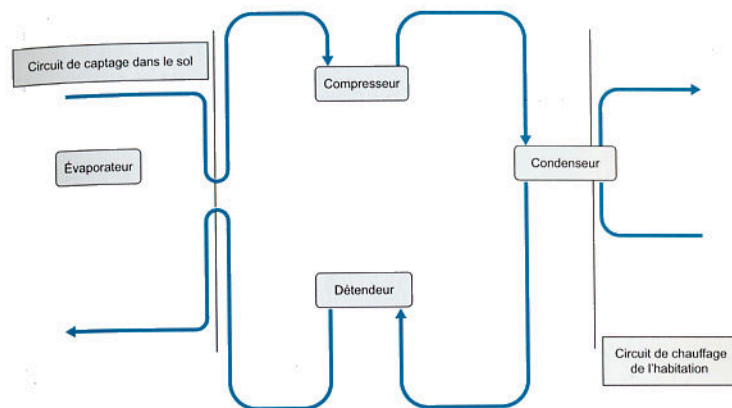 Circuit de captage dans le sol
Compresseur
Évaporateur
Condenseur
Détendeur
Circuit de chauffage
de l'habitation